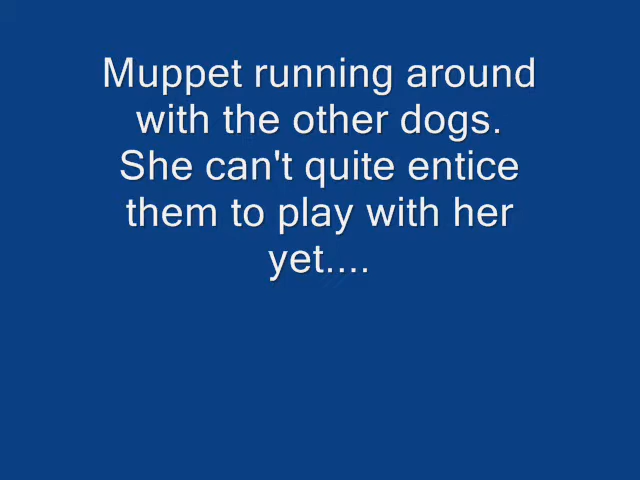 Muppet running around
with the other dogs.
She can't quite entice
them to play with her
yet....